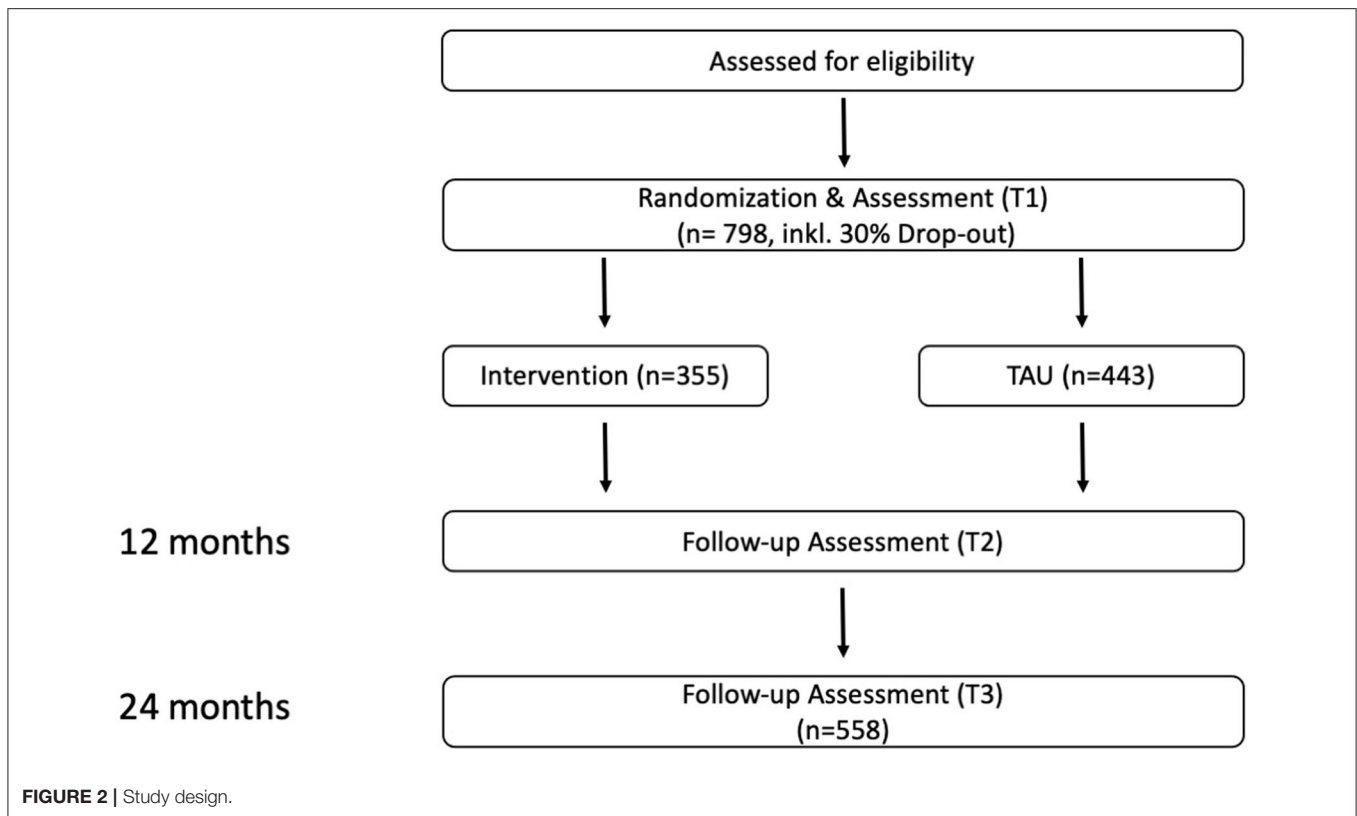 Assessed for eligibility
Randomization & Assessment (T1)
(n= 798, inkl. 30% Drop-out)
Intervention (n=355)
TAU (n=443)
12 months
Follow-up Assessment (T2)
24 months
Follow-up Assessment (T3)
(n=558)
FIGURE 2 | Study design.